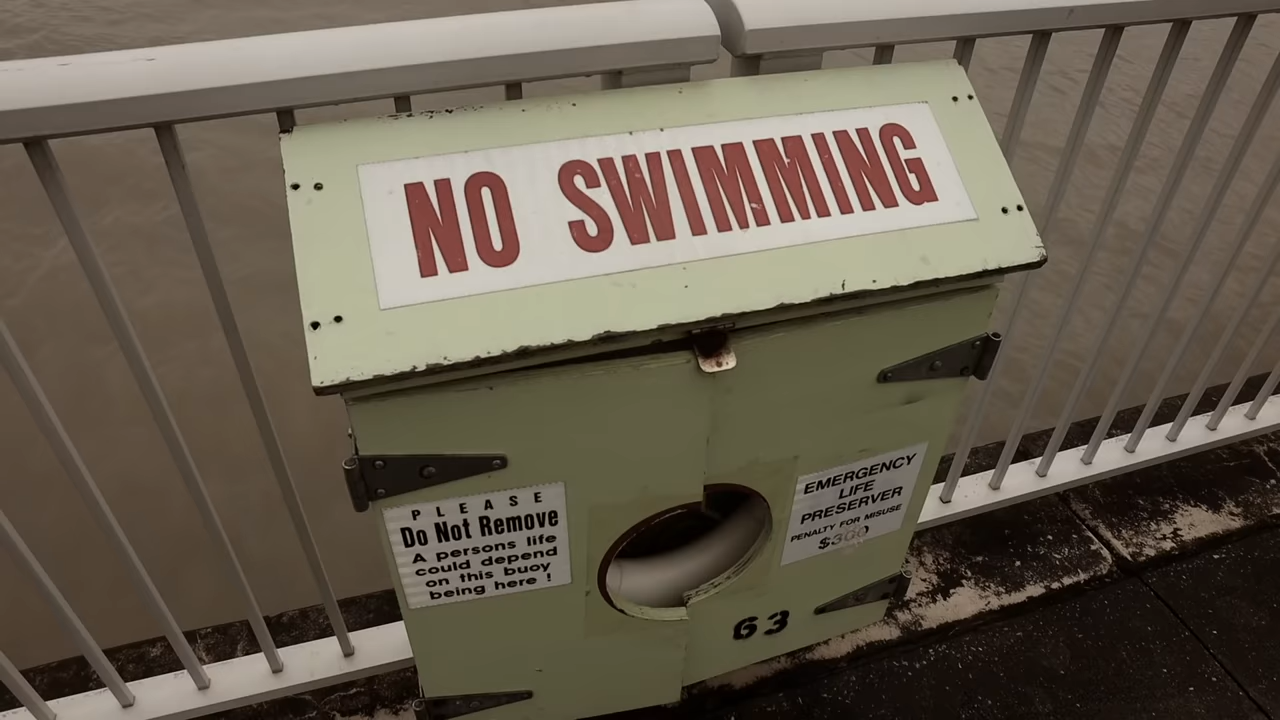 NO SWIMMING
PLEASE
Do Not Remove
A persons life
could depend
on this buoy
being here !
EMERGENCY
LIFE
PRESERVER
PENALTY FOR MISUSE
$300
63